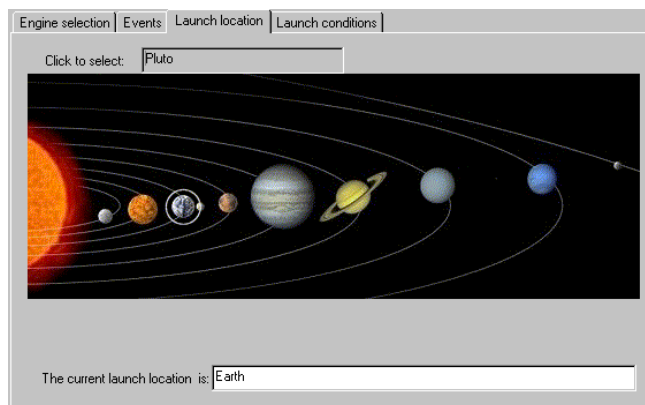 Engine selection Events Launch location Launch conditions
Click to select: Pluto
The current launch location is: Earth